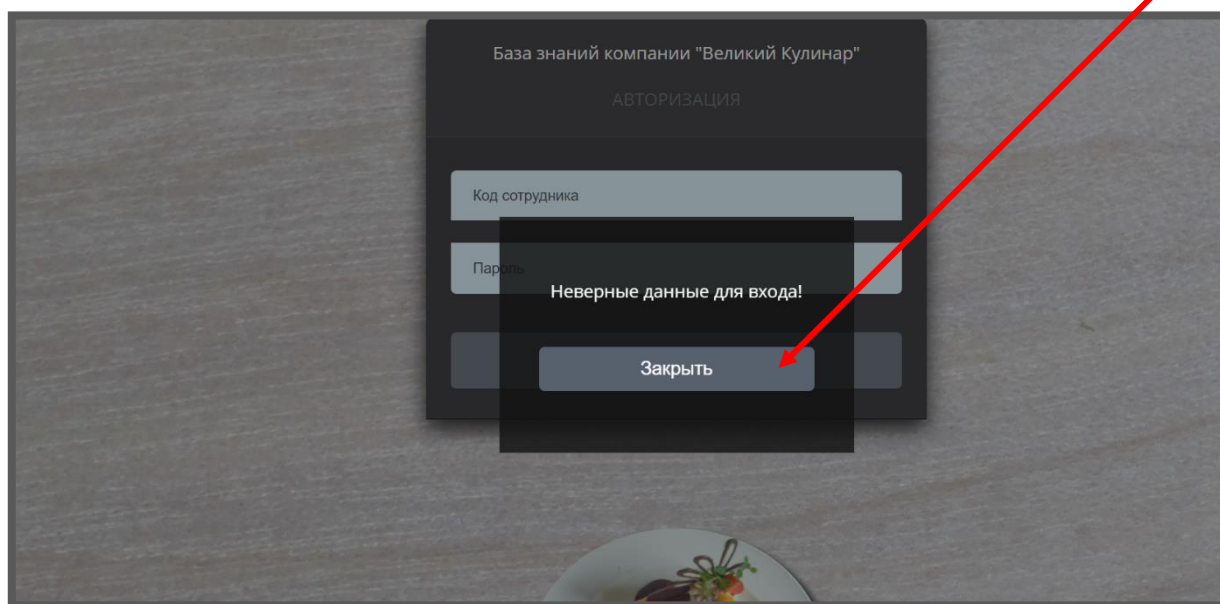 База знаний компании "Великий Кулинар"
АВТОРИЗАЦИЯ
Код сотрудника
Пароль
Неверные данные для входа!
Закрыть